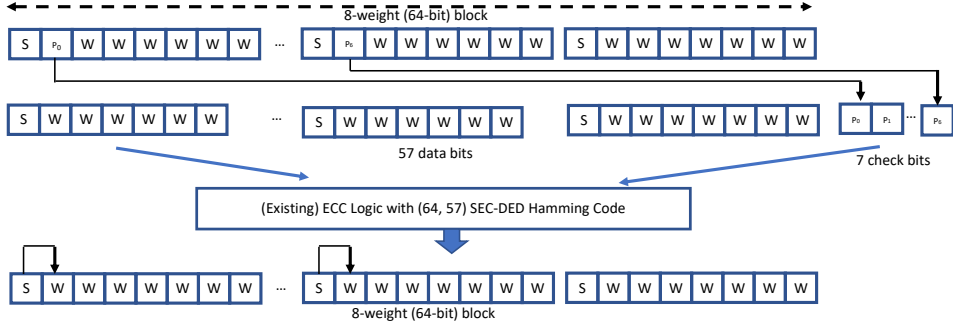 8-weight (64-bit) block
S P₀ W W W W W W ... S P₆ W W W W W W S W W W W W W W
S W W W W W W ... S W W W W W W S W W W W W W W P₀ P₁ ... P₆
57 data bits
7 check bits
(Existing) ECC Logic with (64, 57) SEC-DED Hamming Code
S W W W W W W W ... S W W W W W W W S W W W W W W W
8-weight (64-bit) block